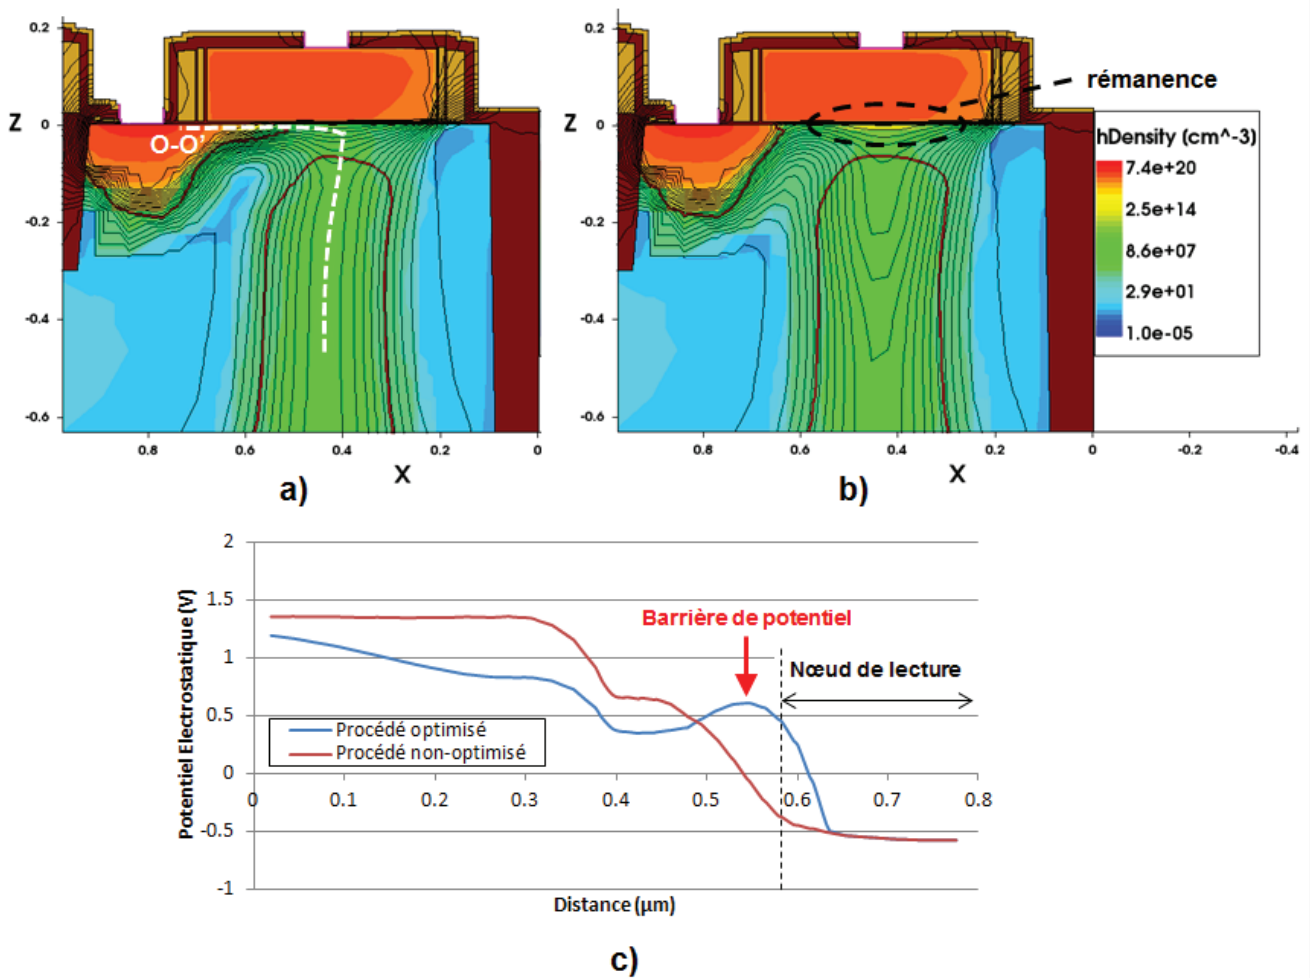 0.2
0
-0.2
-0.4
-0.6
Z
O-O'
0.8
0.6
0.4
0.2
0
X
a)
0.2
0
-0.2
-0.4
-0.6
Z
rémanence
hDensity (cm^-3)
7.4e+20
2.5e+14
8.6e+07
2.9e+01
1.0e-05
0.8
0.6
0.4
0.2
0
-0.2
-0.4
X
b)
2
1.5
1
0.5
0
-0.5
-1
Potentiel Electrostatique (V)
Barrière de potentiel
Nœud de lecture
Procédé optimisé
Procédé non-optimisé
0
0.1
0.2
0.3
0.4
0.5
0.6
0.7
0.8
Distance (µm)
c)